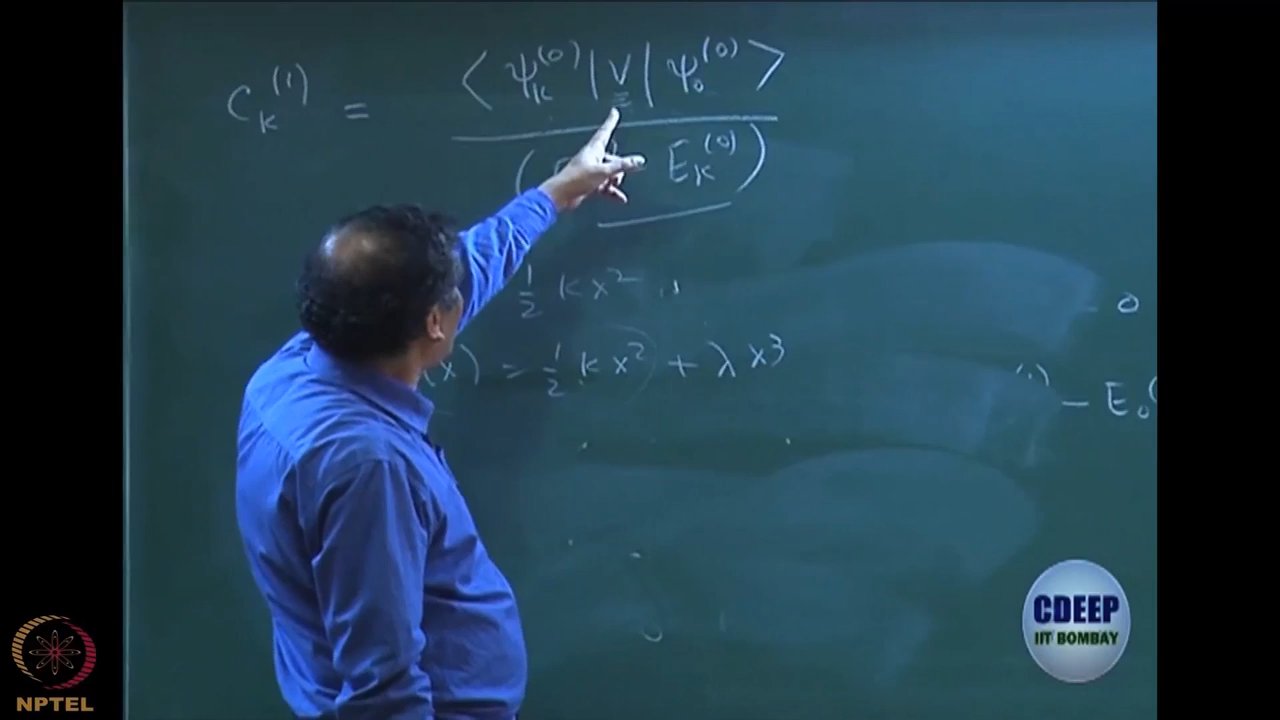 C_k^(1) = <ψ_k^(0)|V|ψ_0^(0)>
( E_k^(0))
1/2 kx²
(x) = 1/2 kx² + λx³
= 0
- E_0
CDEEP
IIT BOMBAY
NPTEL